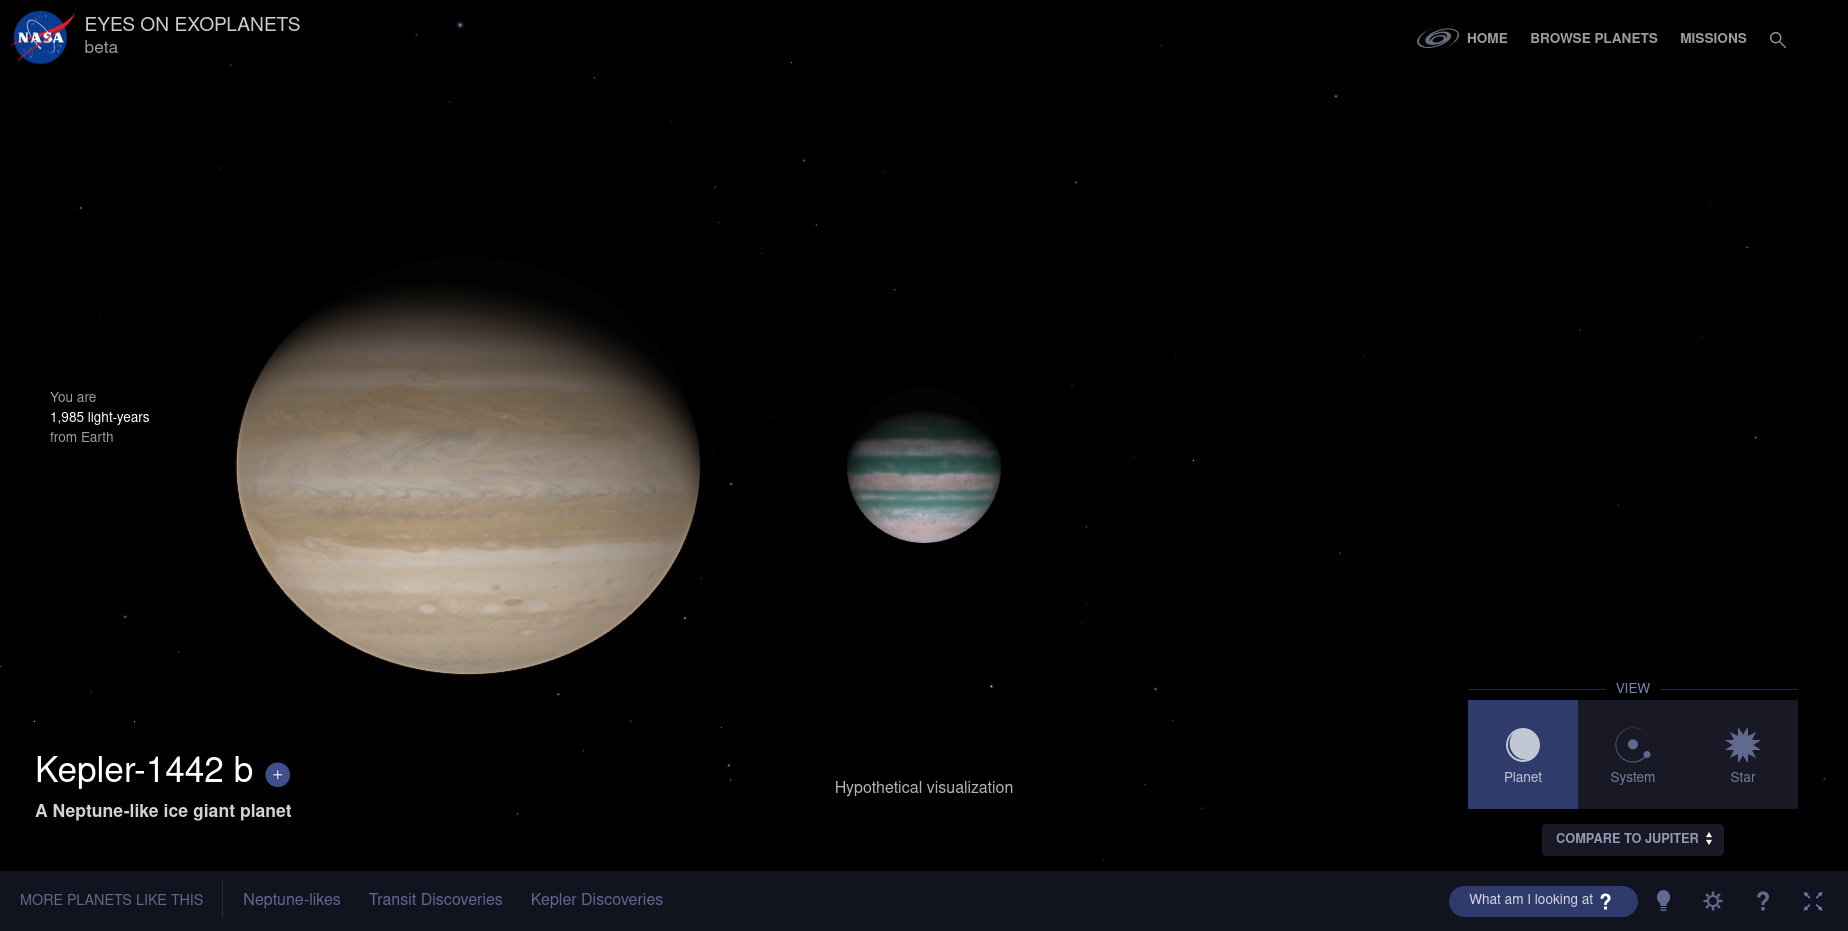 NASA
EYES ON EXOPLANETS
beta
HOME
BROWSE PLANETS
MISSIONS
You are
1,985 light-years
from Earth
Kepler-1442 b +
A Neptune-like ice giant planet
Hypothetical visualization
VIEW
Planet
System
Star
COMPARE TO JUPITER
MORE PLANETS LIKE THIS
Neptune-likes
Transit Discoveries
Kepler Discoveries
What am I looking at ?
?